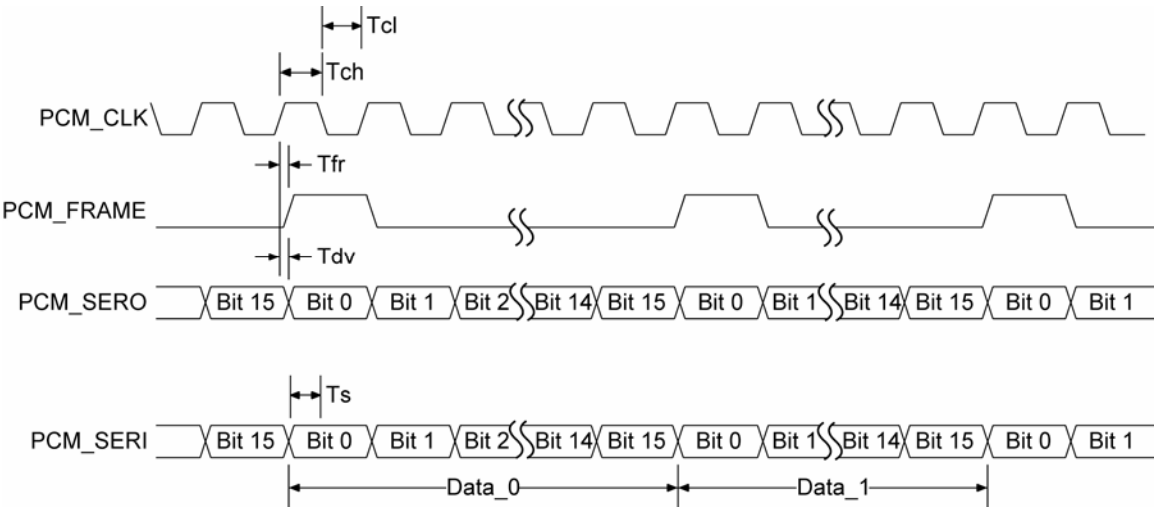 Tcl
Tch
PCM_CLK
Tfr
PCM_FRAME
Tdv
PCM_SERO Bit 15 Bit 0 Bit 1 Bit 2 Bit 14 Bit 15 Bit 0 Bit 1 Bit 14 Bit 15 Bit 0 Bit 1
Ts
PCM_SERI Bit 15 Bit 0 Bit 1 Bit 2 Bit 14 Bit 15 Bit 0 Bit 1 Bit 14 Bit 15 Bit 0 Bit 1
Data_0 Data_1